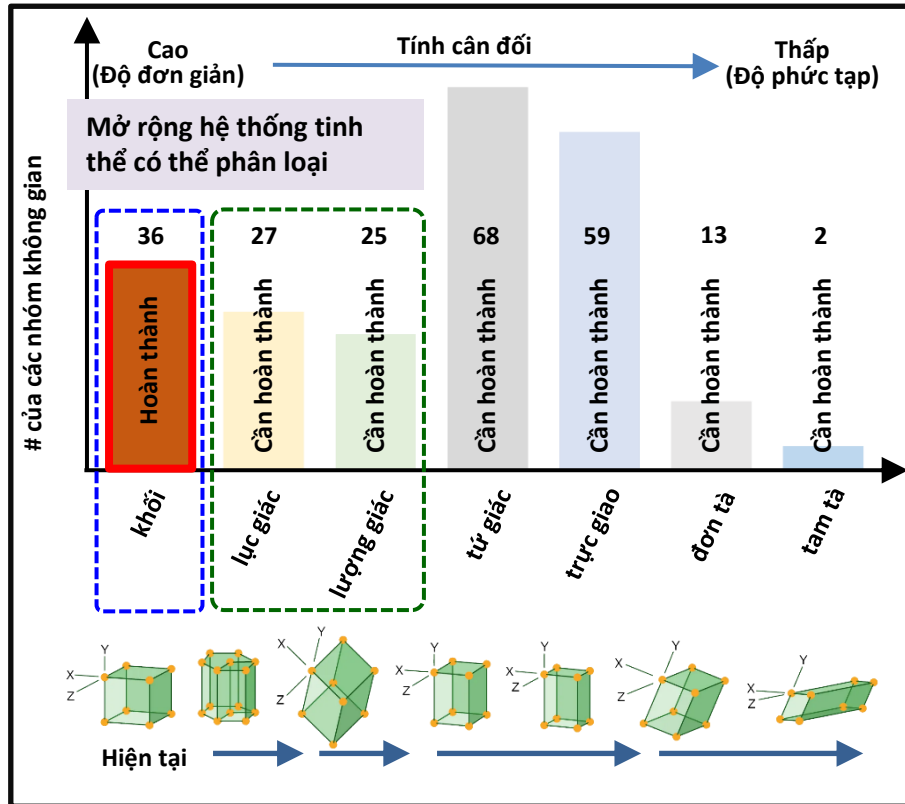 Cao
(Độ đơn giản)
Tính cân đối
Thấp
(Độ phức tạp)
Mở rộng hệ thống tinh
thể có thể phân loại
# của các nhóm không gian
36
27
25
68
59
13
2
Hoàn thành
Cần hoàn thành
Cần hoàn thành
Cần hoàn thành
Cần hoàn thành
Cần hoàn thành
Cần hoàn thành
khối
lục giác
lượng giác
tứ giác
trực giao
đơn tà
tam tà
X
Y
Z
X
Y
Z
X
Y
Z
X
Y
Z
X
Y
Z
X
Y
Z
Hiện tại